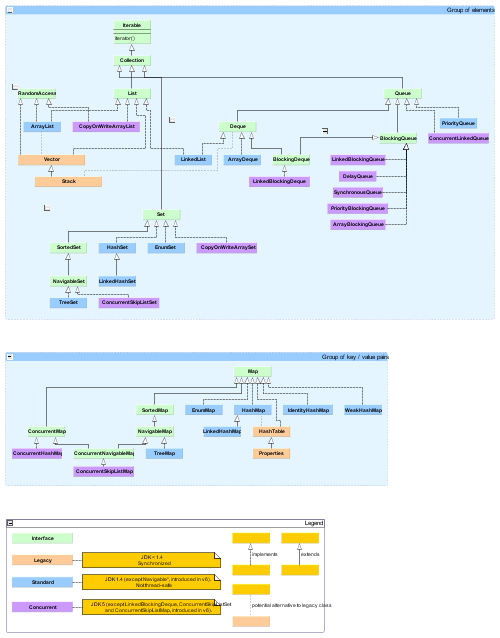 Group of elements
Iterable
iterator()
Collection
RandomAccess
List
Queue
ArrayList
CopyOnWriteArrayList
Deque
PriorityQueue
ConcurrentLinkedQueue
BlockingQueue
Vector
LinkedList
ArrayDeque
BlockingDeque
LinkedBlockingQueue
Stack
LinkedBlockingDeque
DelayQueue
SynchronousQueue
PriorityBlockingQueue
ArrayBlockingQueue
Set
SortedSet
HashSet
EnumSet
CopyOnWriteArraySet
NavigableSet
LinkedHashSet
TreeSet
ConcurrentSkipListSet
Group of key / value pairs
Map
SortedMap
EnumMap
HashMap
IdentityHashMap
WeakHashMap
ConcurrentMap
NavigableMap
LinkedHashMap
HashTable
ConcurrentHashMap
ConcurrentNavigableMap
TreeMap
Properties
ConcurrentSkipListMap
Legend
Interface
Legacy
JDK < 1.4
Synchronized
implements
extends
Standard
JDK 1.4 (except Navigable*, introduced in v6).
Not thread-safe
Concurrent
JDK 5 (except LinkedBlockingDeque, ConcurrentSkipListSet
and ConcurrentSkipListMap, introduced in v6).
potential alternative to legacy class